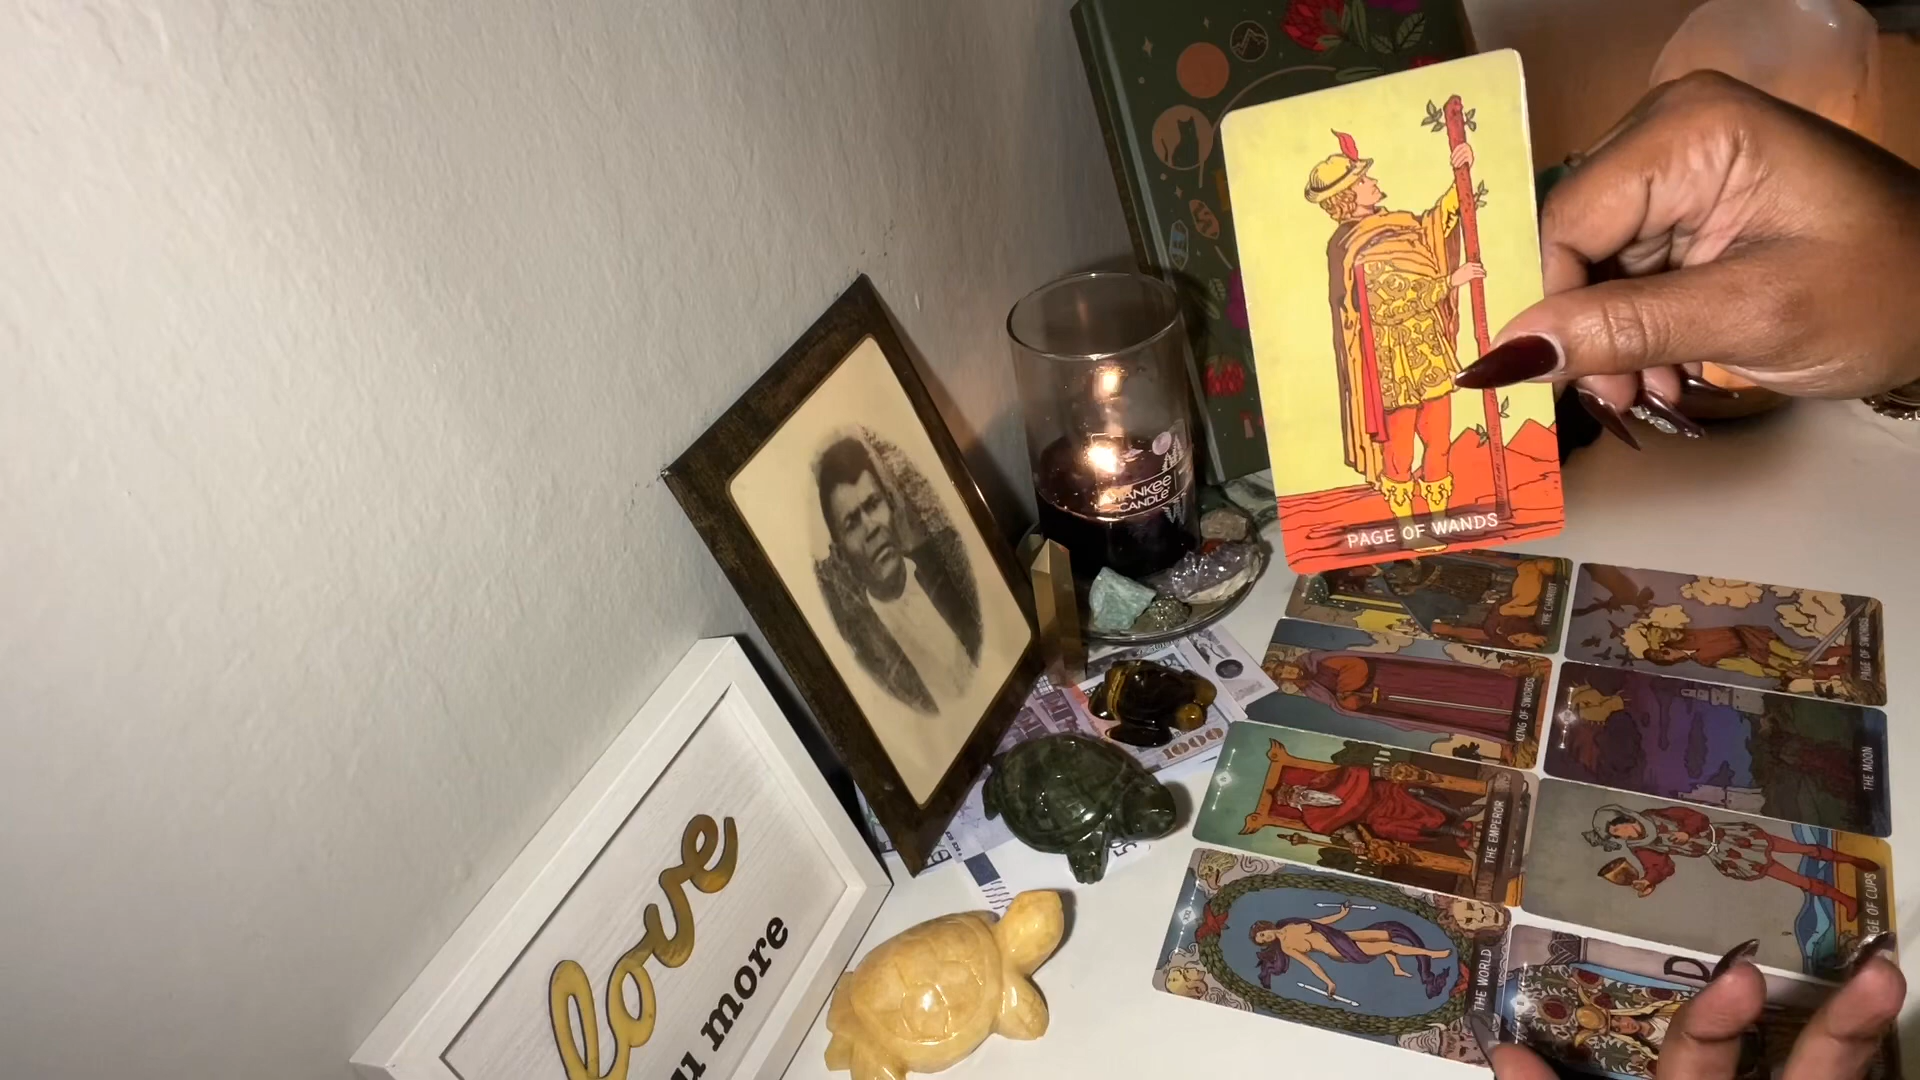 PAGE OF WANDS
YANKEE
CANDLE
THE CHARIOT
PAGE OF SWORDS
KING OF SWORDS
THE MOON
1000
THE EMPEROR
love
more
THE WORLD
XXI
OF CUPS
D